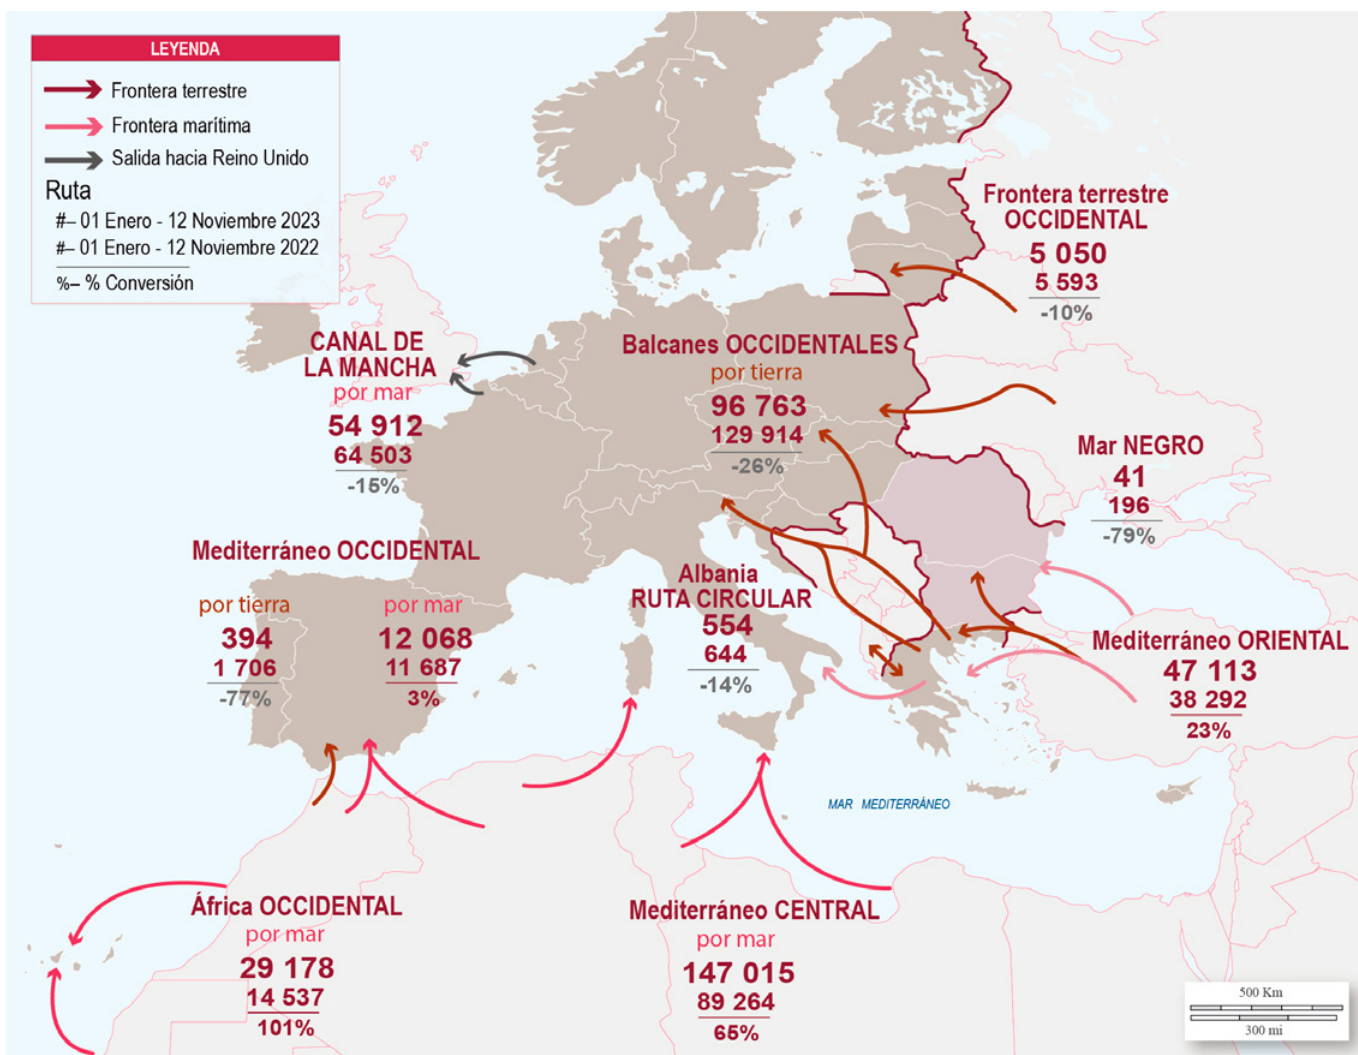 LEYENDA
Frontera terrestre
Frontera marítima
Salida hacia Reino Unido
Ruta
#– 01 Enero - 12 Noviembre 2023
#– 01 Enero - 12 Noviembre 2022
%– % Conversión
Frontera terrestre
OCCIDENTAL
5 050
5 593
-10%
CANAL DE
LA MANCHA
por mar
54 912
64 503
-15%
Balcanes OCCIDENTALES
por tierra
96 763
129 914
-26%
Mar NEGRO
41
196
-79%
Mediterráneo OCCIDENTAL
por tierra
394
1 706
-77%
por mar
12 068
11 687
3%
Albania
RUTA CIRCULAR
554
644
-14%
Mediterráneo ORIENTAL
47 113
38 292
23%
MAR MEDITERRÁNEO
África OCCIDENTAL
por mar
29 178
14 537
101%
Mediterráneo CENTRAL
por mar
147 015
89 264
65%
500 Km
300 mi